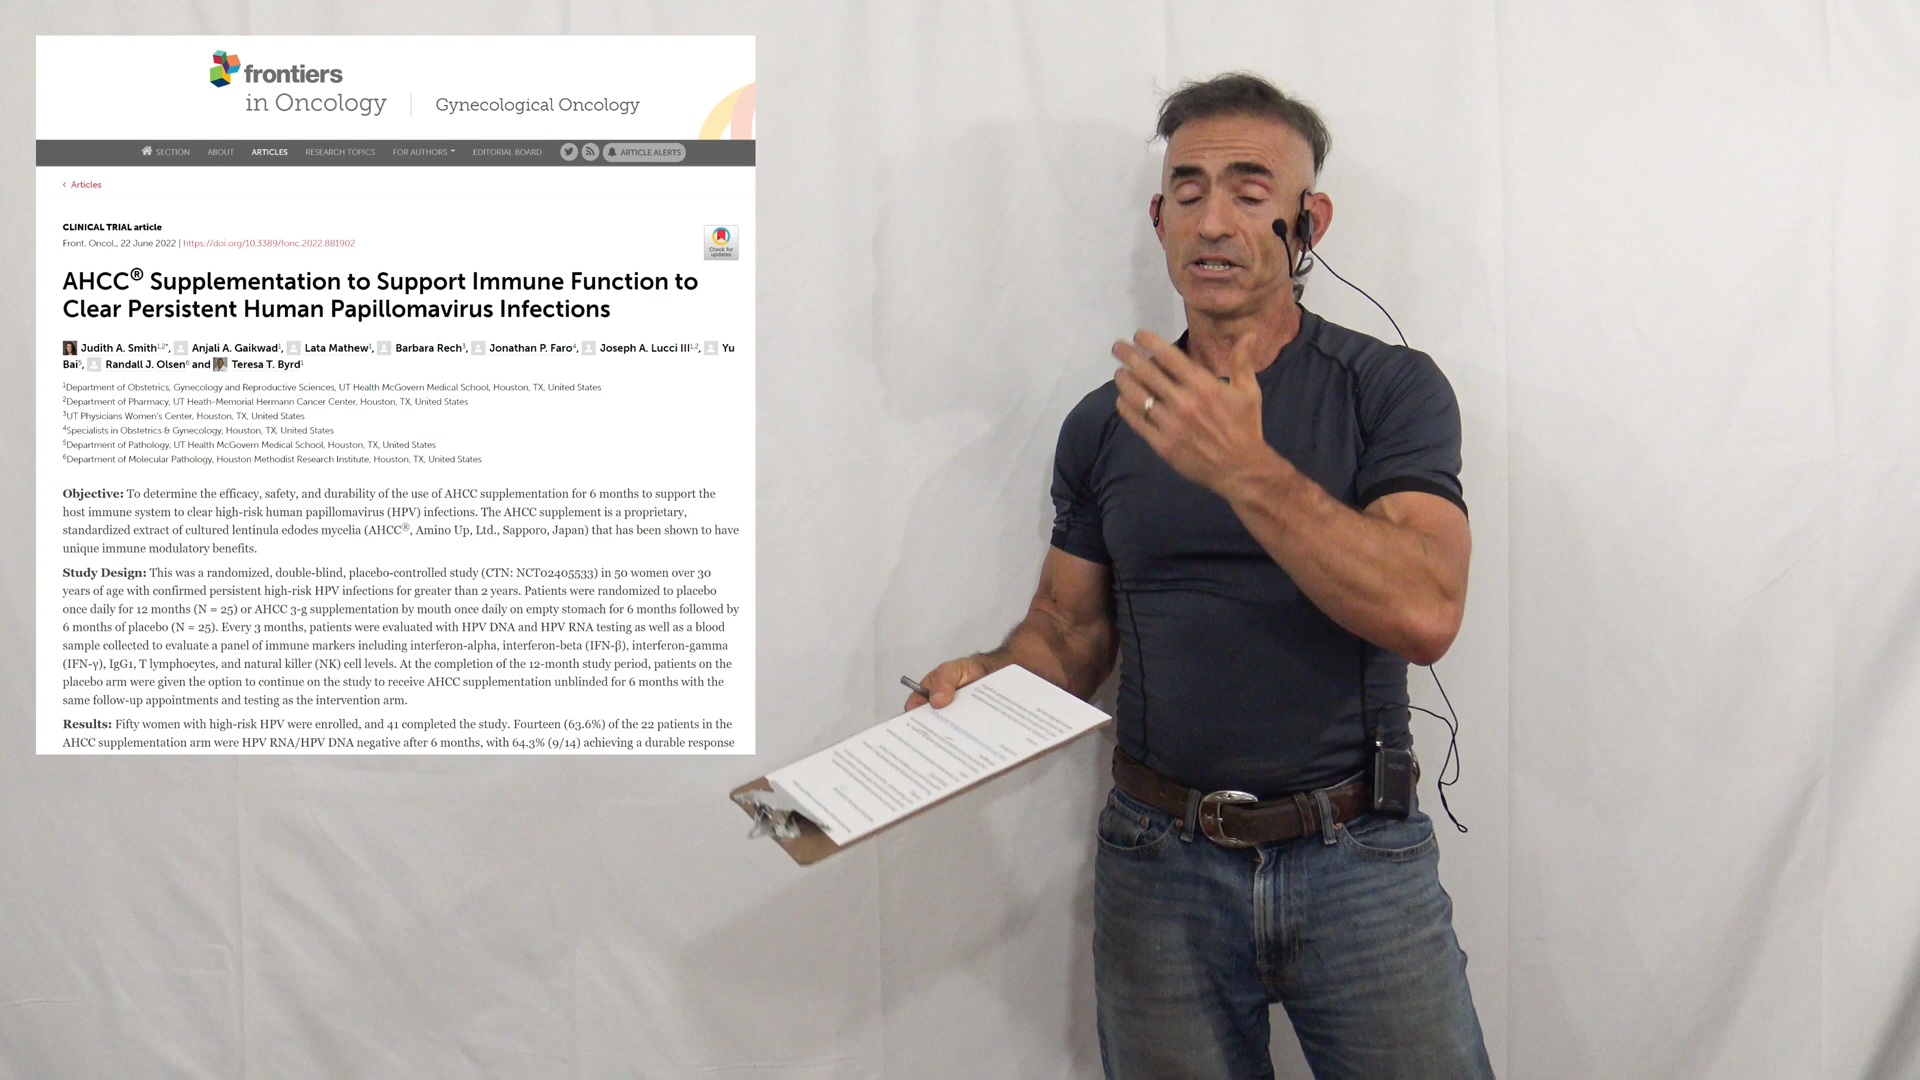 frontiers
in Oncology
Gynecological Oncology
SECTION ABOUT ARTICLES RESEARCH TOPICS FOR AUTHORS EDITORIAL BOARD ARTICLE ALERTS
‹ Articles
CLINICAL TRIAL article
Front. Oncol., 22 June 2022 | https://doi.org/10.3389/fonc.2022.881902
Check for
updates
AHCC® Supplementation to Support Immune Function to
Clear Persistent Human Papillomavirus Infections
Judith A. Smith1,2*, Anjali A. Gaikwad1, Lata Mathew1, Barbara Rech3, Jonathan P. Faro4, Joseph A. Lucci III1,2, Yu
Bai5, Randall J. Olsen6 and Teresa T. Byrd1
1Department of Obstetrics, Gynecology and Reproductive Sciences, UT Health McGovern Medical School, Houston, TX, United States
2Department of Pharmacy, UT Heath-Memorial Hermann Cancer Center, Houston, TX, United States
3UT Physicians Women's Center, Houston, TX, United States
4Specialists in Obstetrics & Gynecology, Houston, TX, United States
5Department of Pathology, UT Health McGovern Medical School, Houston, TX, United States
6Department of Molecular Pathology, Houston Methodist Research Institute, Houston, TX, United States
Objective: To determine the efficacy, safety, and durability of the use of AHCC supplementation for 6 months to support the
host immune system to clear high-risk human papillomavirus (HPV) infections. The AHCC supplement is a proprietary,
standardized extract of cultured lentinula edodes mycelia (AHCC®, Amino Up, Ltd., Sapporo, Japan) that has been shown to have
unique immune modulatory benefits.
Study Design: This was a randomized, double-blind, placebo-controlled study (CTN: NCT02405533) in 50 women over 30
years of age with confirmed persistent high-risk HPV infections for greater than 2 years. Patients were randomized to placebo
once daily for 12 months (N = 25) or AHCC 3-g supplementation by mouth once daily on empty stomach for 6 months followed by
6 months of placebo (N = 25). Every 3 months, patients were evaluated with HPV DNA and HPV RNA testing as well as a blood
sample collected to evaluate a panel of immune markers including interferon-alpha, interferon-beta (IFN-β), interferon-gamma
(IFN-γ), IgG1, T lymphocytes, and natural killer (NK) cell levels. At the completion of the 12-month study period, patients on the
placebo arm were given the option to continue on the study to receive AHCC supplementation unblinded for 6 months with the
same follow-up appointments and testing as the intervention arm.
Results: Fifty women with high-risk HPV were enrolled, and 41 completed the study. Fourteen (63.6%) of the 22 patients in the
AHCC supplementation arm were HPV RNA/HPV DNA negative after 6 months, with 64.3% (9/14) achieving a durable response